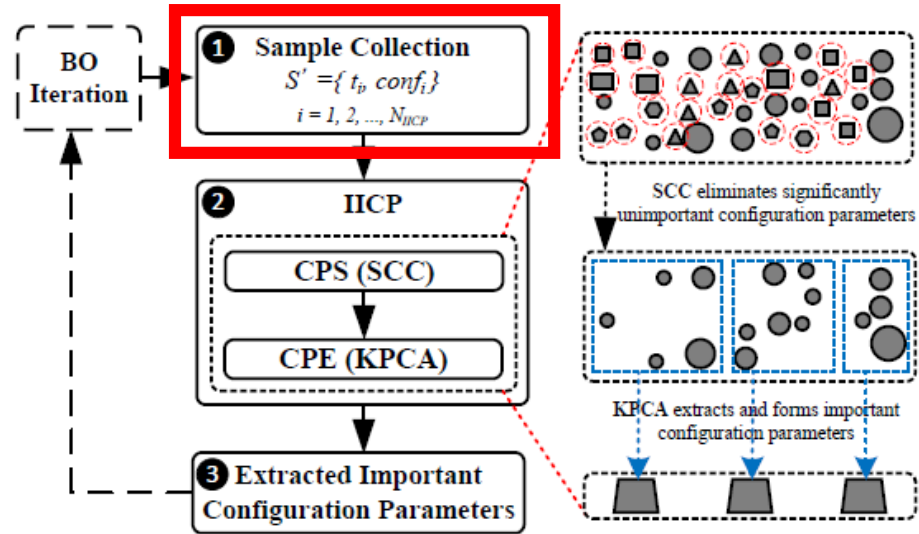 BO
Iteration
1 Sample Collection
S' ={ tᵢ, confᵢ}
i = 1, 2, ..., N_IICP
2
IICP
CPS (SCC)
CPE (KPCA)
3 Extracted Important
Configuration Parameters
SCC eliminates significantly
unimportant configuration parameters
KPCA extracts and forms important
configuration parameters